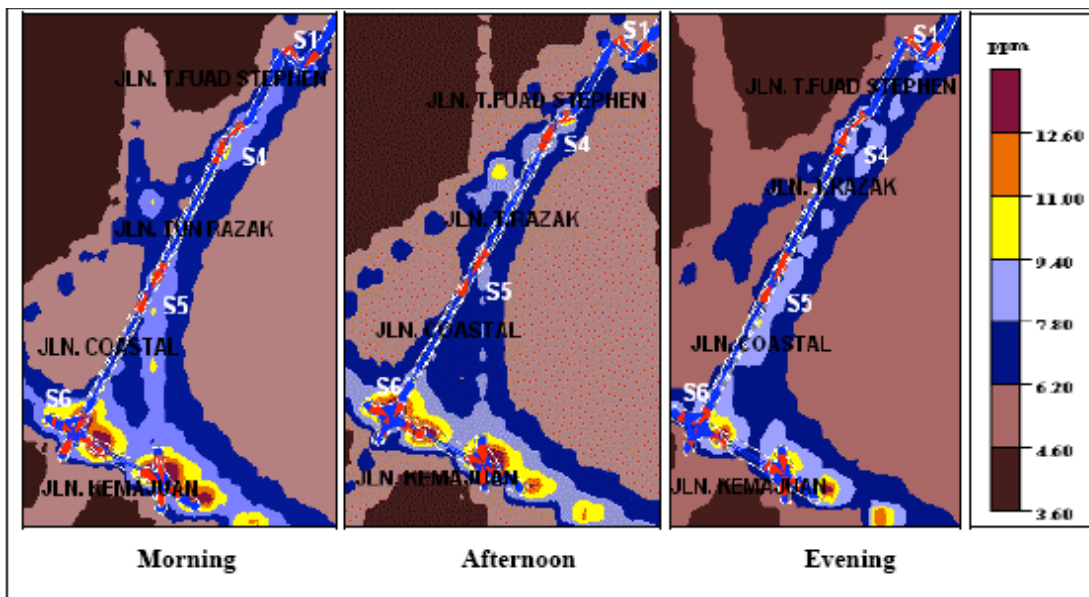 S1
JLN. T.FUAD STEPHEN
S4
JLN. TUN RAZAK
S5
JLN. COASTAL
S6
JLN. KEMAJUAN
Morning
S1
JLN. T.FUAD STEPHEN
S4
JLN. T.RAZAK
S5
JLN. COASTAL
S6
JLN. KEMAJUAN
Afternoon
S1
JLN. T.FUAD STEPHEN
S4
JLN. T.RAZAK
S5
JLN. COASTAL
S6
JLN. KEMAJUAN
Evening
ppm
12.60
11.00
9.40
7.80
6.20
4.60
3.60